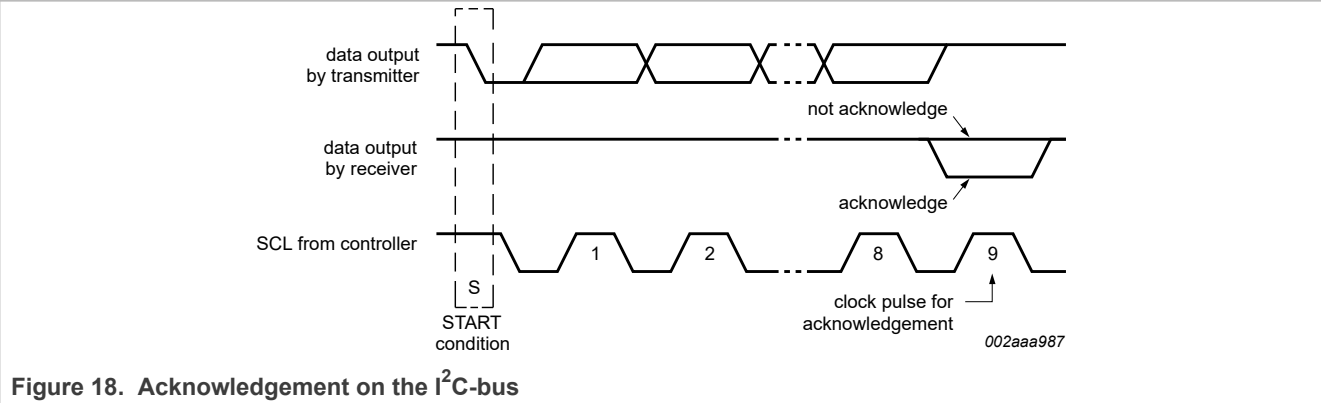 data output
by transmitter
not acknowledge
data output
by receiver
acknowledge
SCL from controller
1
2
8
9
S
START
condition
clock pulse for
acknowledgement
002aaa987
Figure 18. Acknowledgement on the I²C-bus